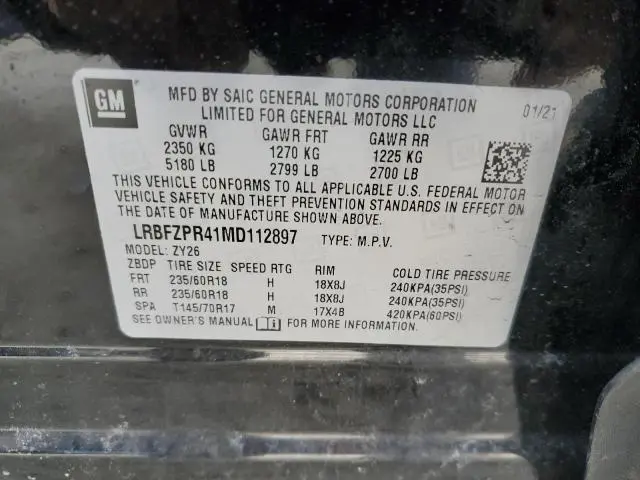 GM
MFD BY SAIC GENERAL MOTORS CORPORATION
LIMITED FOR GENERAL MOTORS LLC
01/21
GVWR GAWR FRT GAWR RR
2350 KG 1270 KG 1225 KG
5180 LB 2799 LB 2700 LB
THIS VEHICLE CONFORMS TO ALL APPLICABLE U.S. FEDERAL MOTOR
VEHICLE SAFETY AND THEFT PREVENTION STANDARDS IN EFFECT ON
THE DATE OF MANUFACTURE SHOWN ABOVE.
LRBFZPR41MD112897 TYPE: M.P.V.
MODEL: ZY26
ZBDP TIRE SIZE SPEED RTG RIM COLD TIRE PRESSURE
FRT 235/60R18 H 18X8J 240KPA(35PSI)
RR 235/60R18 H 18X8J 240KPA(35PSI)
SPA T145/70R17 M 17X4B 420KPA(60PSI)
SEE OWNER'S MANUAL FOR MORE INFORMATION.